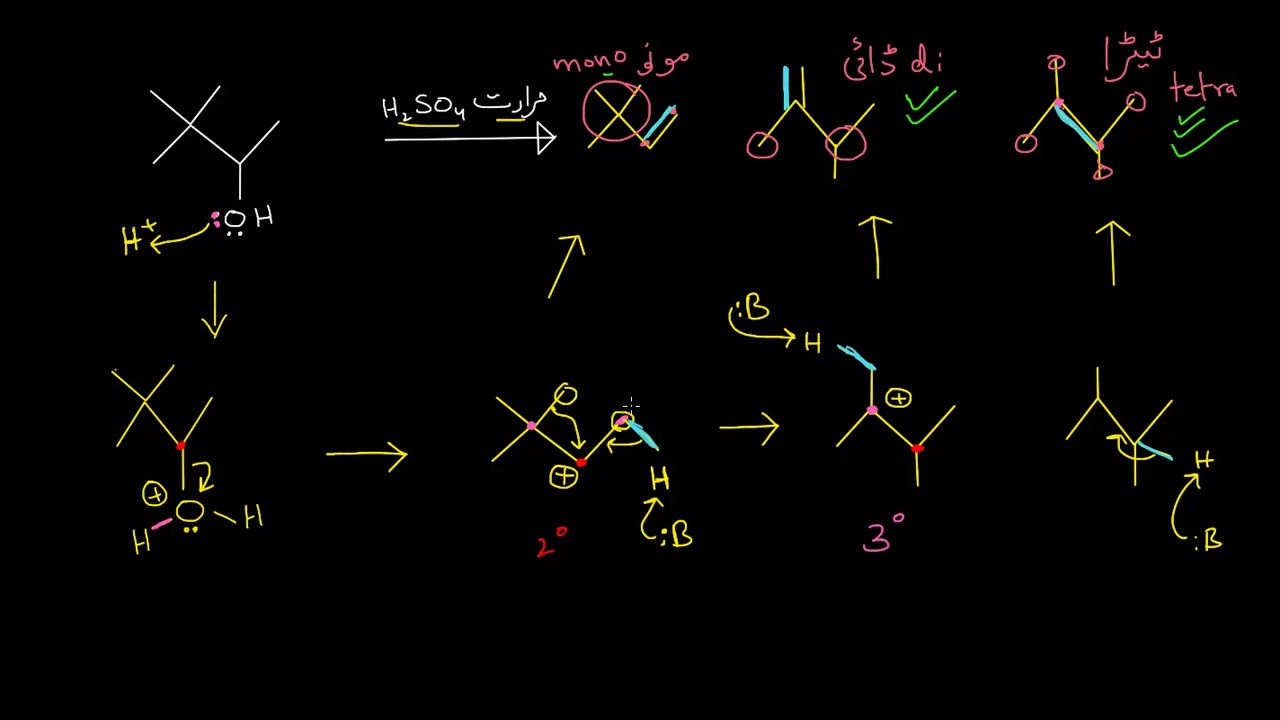 H₂SO₄ حرارت
mono مونو
ڈائی di
ٹیٹرا
tetra
:OH
H⁺
:B
H
+
+
H
O
H
+
H
:B
H
:B
2°
3°